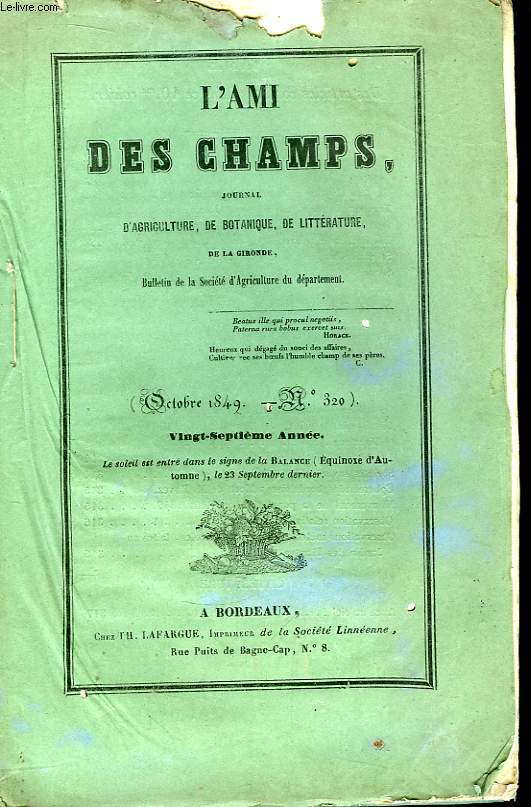 Le-livre.com
L'AMI
DES CHAMPS,
JOURNAL
D'AGRICULTURE, DE BOTANIQUE, DE LITTÉRATURE,
DE LA GIRONDE,
Bulletin de la Société d'Agriculture du département.
Beatus ille qui procul negotiis,
Paterna rura bobus exercet suis.
HORACE.
Heureux qui dégagé du souci des affaires,
ses bœufs l'humble champ de ses pères.
C.
(Octobre 1849. — N.º 320).
Vingt-Septième Année.
Le soleil est entré dans le signe de la BALANCE (Équinoxe d'Au-
tomne), le 23 Septembre dernier.
A BORDEAUX,
CHEZ TH. LAFARGUE, IMPRIMEUR de la Société Linnéenne,
Rue Puits de Bagne-Cap, N.º 8.